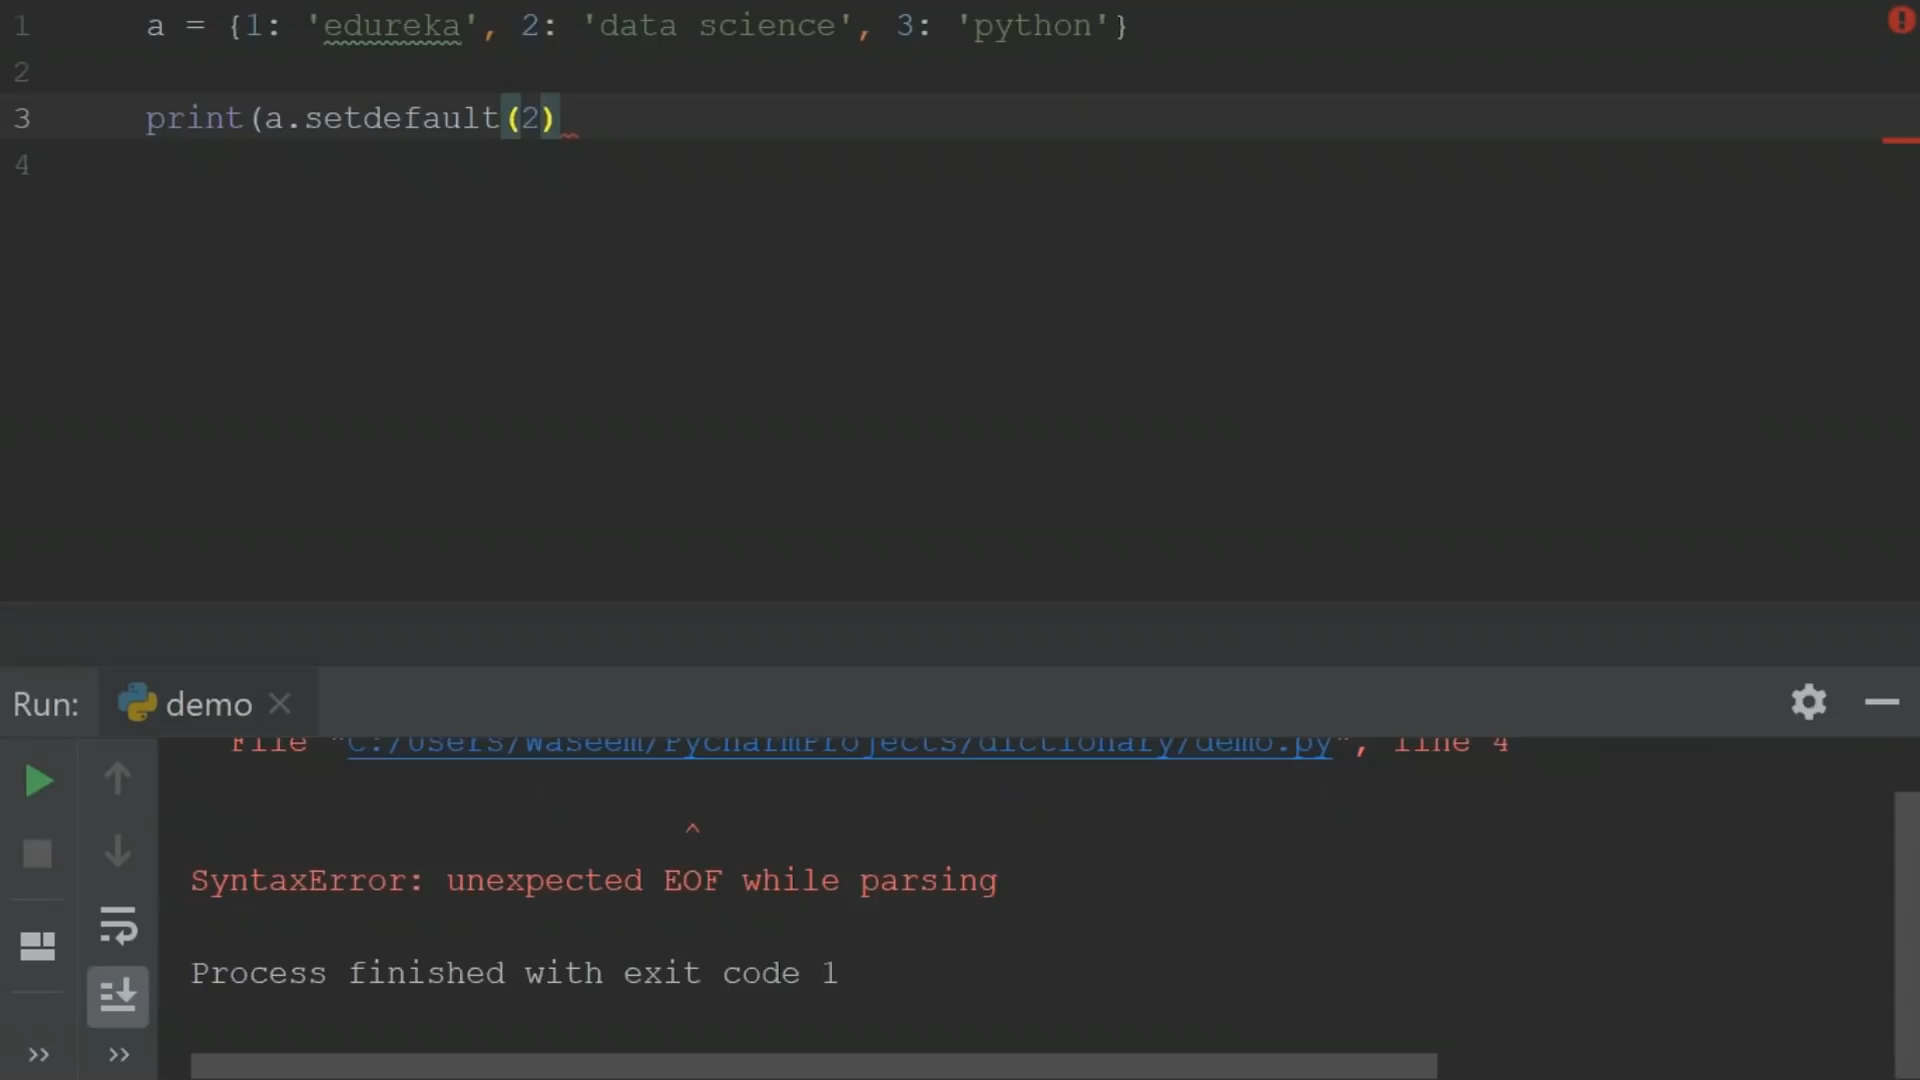 1 a = {1: 'edureka', 2: 'data science', 3: 'python'}
2
3 print(a.setdefault(2)
4
Run: demo
File "C:/Users/Waseem/PycharmProjects/dictionary/demo.py", line 4
^
SyntaxError: unexpected EOF while parsing
Process finished with exit code 1